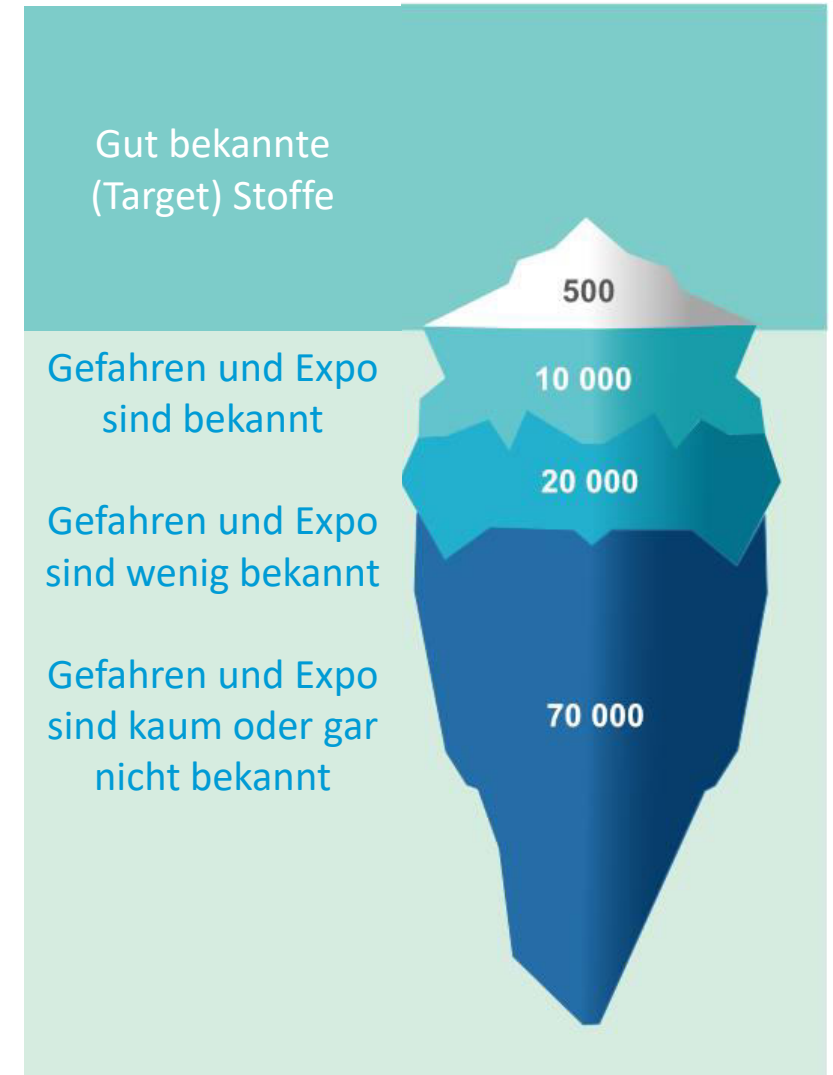 Gut bekannte
(Target) Stoffe
500
Gefahren und Expo
sind bekannt
10 000
Gefahren und Expo
sind wenig bekannt
20 000
Gefahren und Expo
sind kaum oder gar
nicht bekannt
70 000